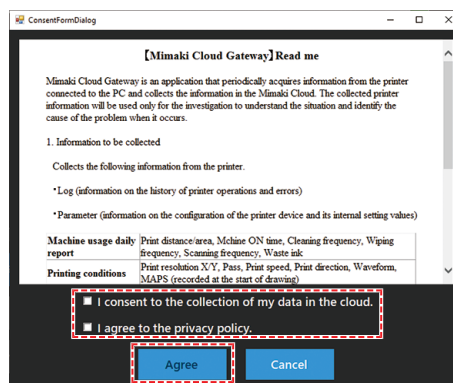 ConsentFormDialog
【Mimaki Cloud Gateway】Read me
Mimaki Cloud Gateway is an application that periodically acquires information from the printer
connected to the PC and collects the information in the Mimaki Cloud. The collected printer
information will be used only for the investigation to understand the situation and identify the
cause of the problem when it occurs.
1. Information to be collected
Collects the following information from the printer.
・Log (information on the history of printer operations and errors)
・Parameter (information on the configuration of the printer device and its internal setting values)
Machine usage daily report Print distance/area, Mchine ON time, Cleaning frequency, Wiping
frequency, Scanning frequency, Waste ink
Printing conditions Print resolution X/Y, Pass, Print speed, Print direction, Waveform,
MAPS (recorded at the start of drawing)
I consent to the collection of my data in the cloud.
I agree to the privacy policy.
Agree Cancel